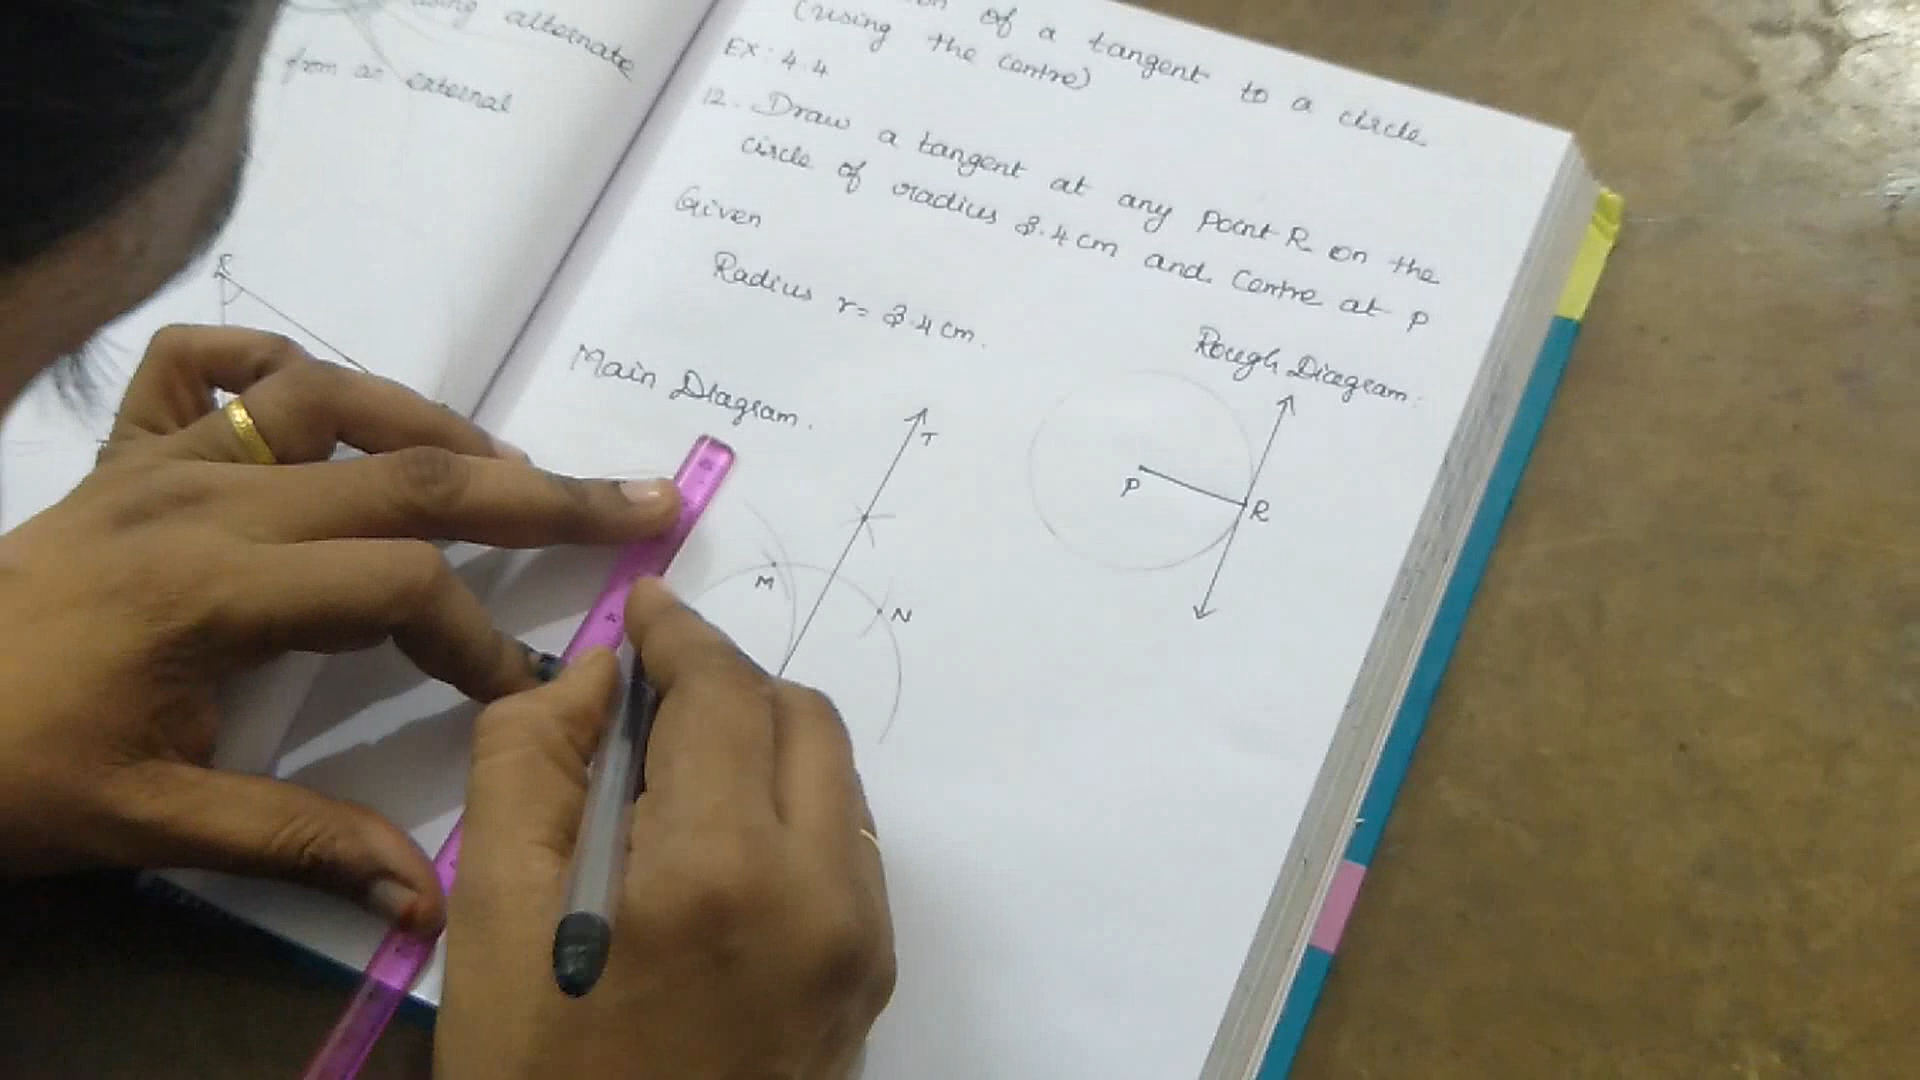 alternate
from an external
of a tangent to a circle
(using the centre)
EX: 4.4
12. Draw a tangent at any point R on the
circle of radius 3.4 cm and Centre at P
Given
Radius r = 3.4 cm.
Rough Diagram:
Main Diagram.
T
P
R
M
N